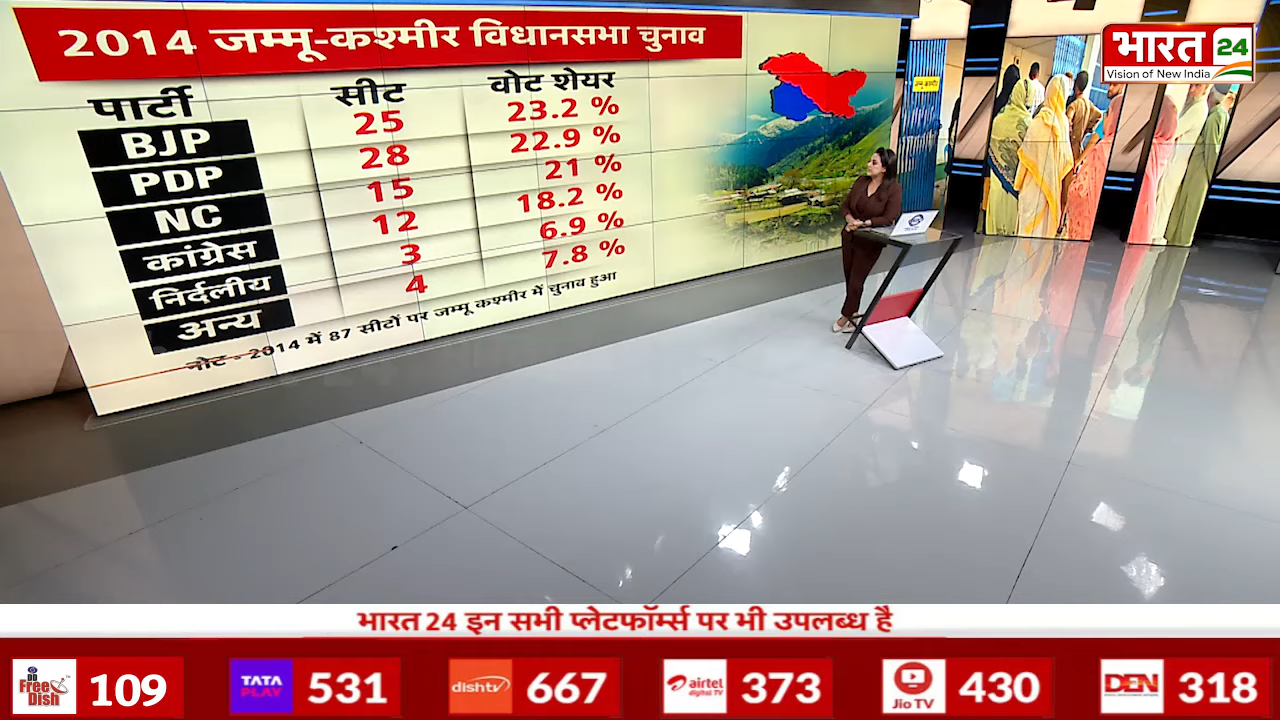 2014 जम्मू-कश्मीर विधानसभा चुनाव
पार्टी सीट वोट शेयर
BJP 25 23.2 %
PDP 28 22.9 %
NC 15 21 %
कांग्रेस 12 18.2 %
निर्दलीय 3 6.9 %
अन्य 4 7.8 %
नोट - 2014 में 87 सीटों पर जम्मू कश्मीर में चुनाव हुआ
भारत 24
Vision of New India
भारत 24 इन सभी प्लेटफॉर्म्स पर भी उपलब्ध है
DD Free Dish 109
TATA PLAY 531
dishtv 667
airtel digital TV 373
JioTV 430
DEN 318